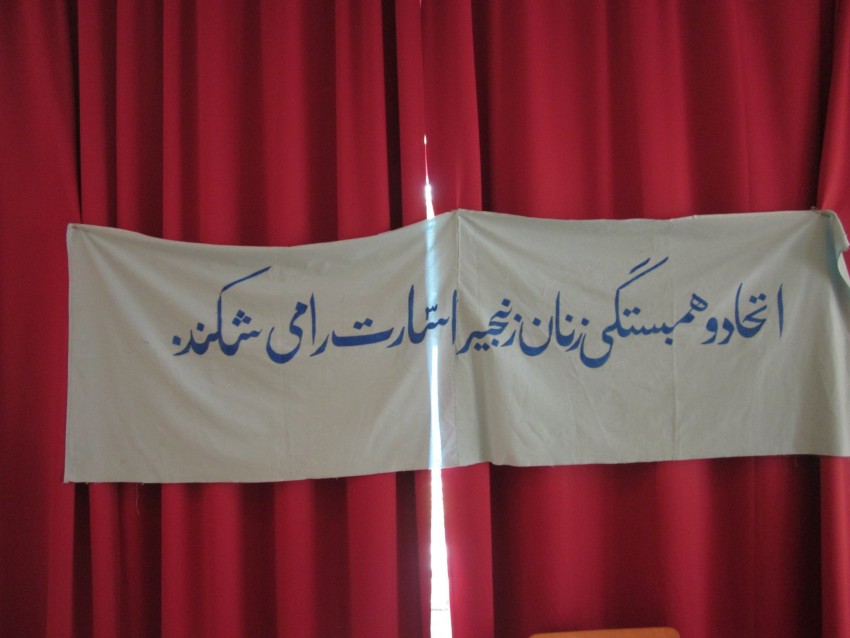 اتحاد و همبستگی زنان زنجیر اسارت را می شکند.